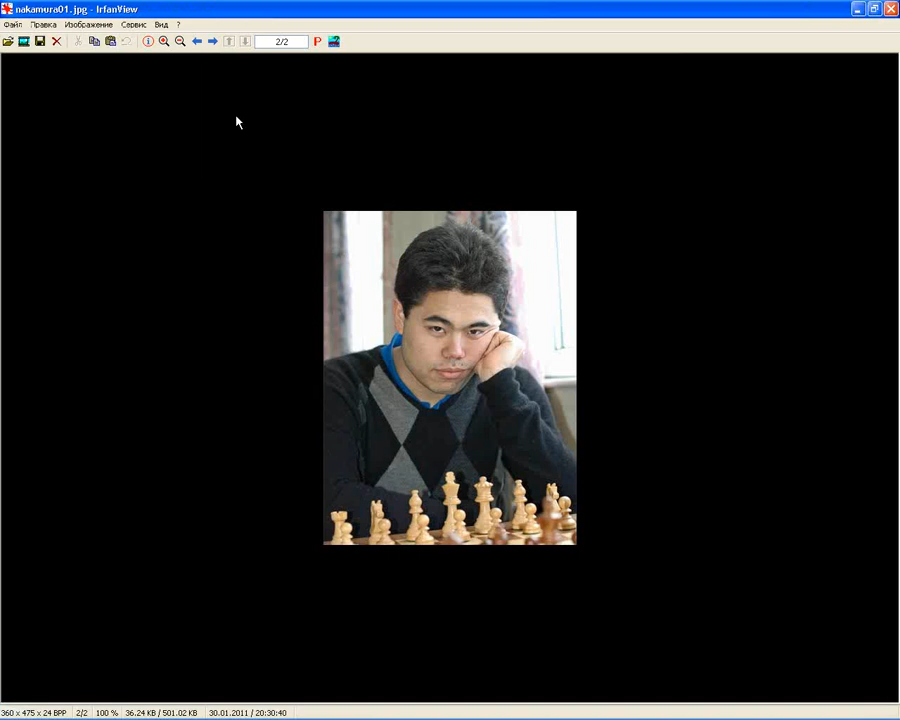 nakamura01.jpg - IrfanView
Файл Правка Изображение Сервис Вид ?
2/2
360 x 475 x 24 BPP 2/2 100 % 36.24 KB / 501.02 KB 30.01.2011 / 20:30:40